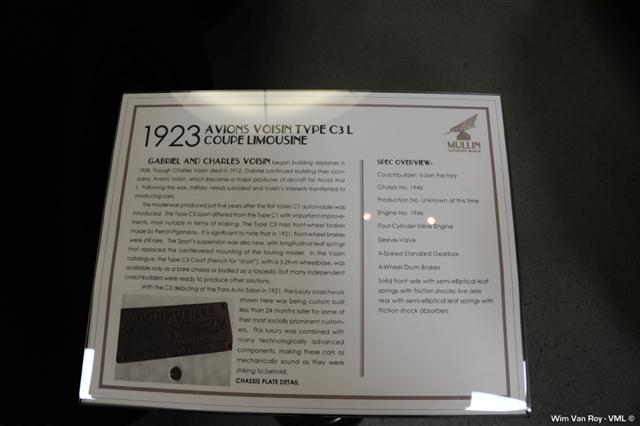 1923 AVIONS VOISIN TYPE C3 L
COUPE LIMOUSINE
MULLIN
AUTOMOTIVE MUSEUM
GABRIEL AND CHARLES VOISIN began building airplanes in
1908. Though Charles Voisin died in 1912, Gabriel continued building their com-
pany, Avions Voisin, which became a major producer of aircraft for World War
I. Following the war, military needs subsided and Voisin's interests transferred to
producing cars.
This model was produced just five years after the first Voisin C1 automobile was
introduced. The Type C3 Sport differed from the Type C1 with important improve-
ments, most notably in terms of braking. The Type C3 had front-wheel brakes
made by Perrot-Piganeau. It is significant to note that in 1921, front-wheel brakes
were still rare. The Sport's suspension was also new, with longitudinal leaf springs
that replaced the cantilevered mounting of the touring model. In the Voisin
catalogue, the Type C3 Court (French for "short"), with a 3.29-m wheelbase, was
available only as a bare chassis or bodied as a torpedo, but many independent
coachbuilders were ready to produce other solutions.
With the C3 debuting at the Paris Auto Salon in 1921, the luxury coachwork
shown here was being custom built
less than 24 months later for some of
their most socially prominent custom-
ers. This luxury was combined with
many technologically advanced
components, making these cars as
mechanically sound as they were
striking to behold.
CHASSIS PLATE DETAIL
AUTOMOBILES
SPEC OVERVIEW:
Coachbuilder: Voisin Factory
Chassis No. 1946
Production No. Unknown at this time
Engine No. 1946
Four-Cylinder Inline Engine
Sleeve-Valve
4-Speed Standard Gearbox
4-Wheel Drum Brakes
Solid front axle with semi-elliptical leaf
springs with friction shocks; live axle
rear with semi-elliptical leaf springs with
friction shock absorbers
Wim Van Roy - VML ©